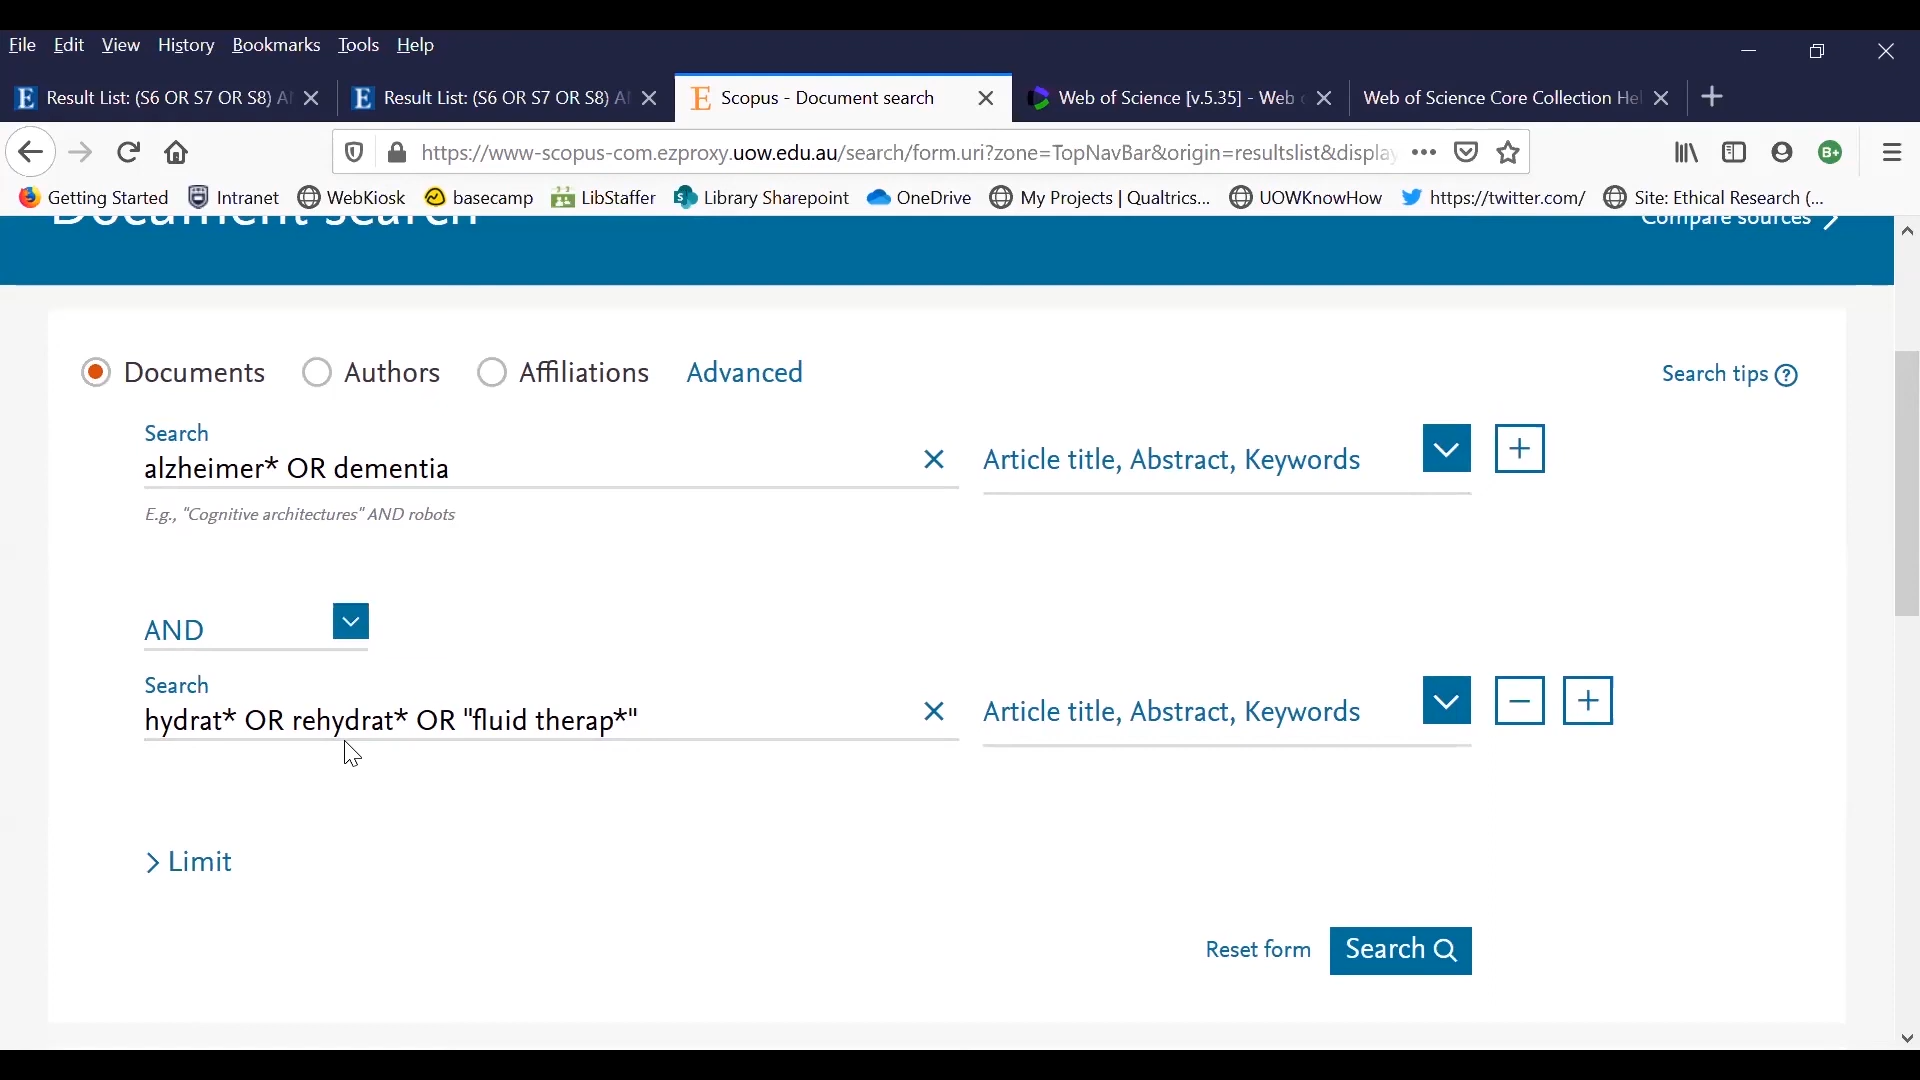 File Edit View History Bookmarks Tools Help
Result List: (S6 OR S7 OR S8) A
Result List: (S6 OR S7 OR S8) A
Scopus - Document search
Web of Science [v.5.35] - Web
Web of Science Core Collection Hel
https://www-scopus-com.ezproxy.uow.edu.au/search/form.uri?zone=TopNavBar&origin=resultslist&display
B+
Getting Started Intranet WebKiosk basecamp LibStaffer Library Sharepoint OneDrive My Projects | Qualtrics... UOWKnowHow https://twitter.com/ Site: Ethical Research (...
Document search
Compare sources
Documents Authors Affiliations Advanced
Search tips
Search
alzheimer* OR dementia
Article title, Abstract, Keywords
E.g., "Cognitive architectures" AND robots
AND
Search
hydrat* OR rehydrat* OR "fluid therap*"
Article title, Abstract, Keywords
Limit
Reset form
Search